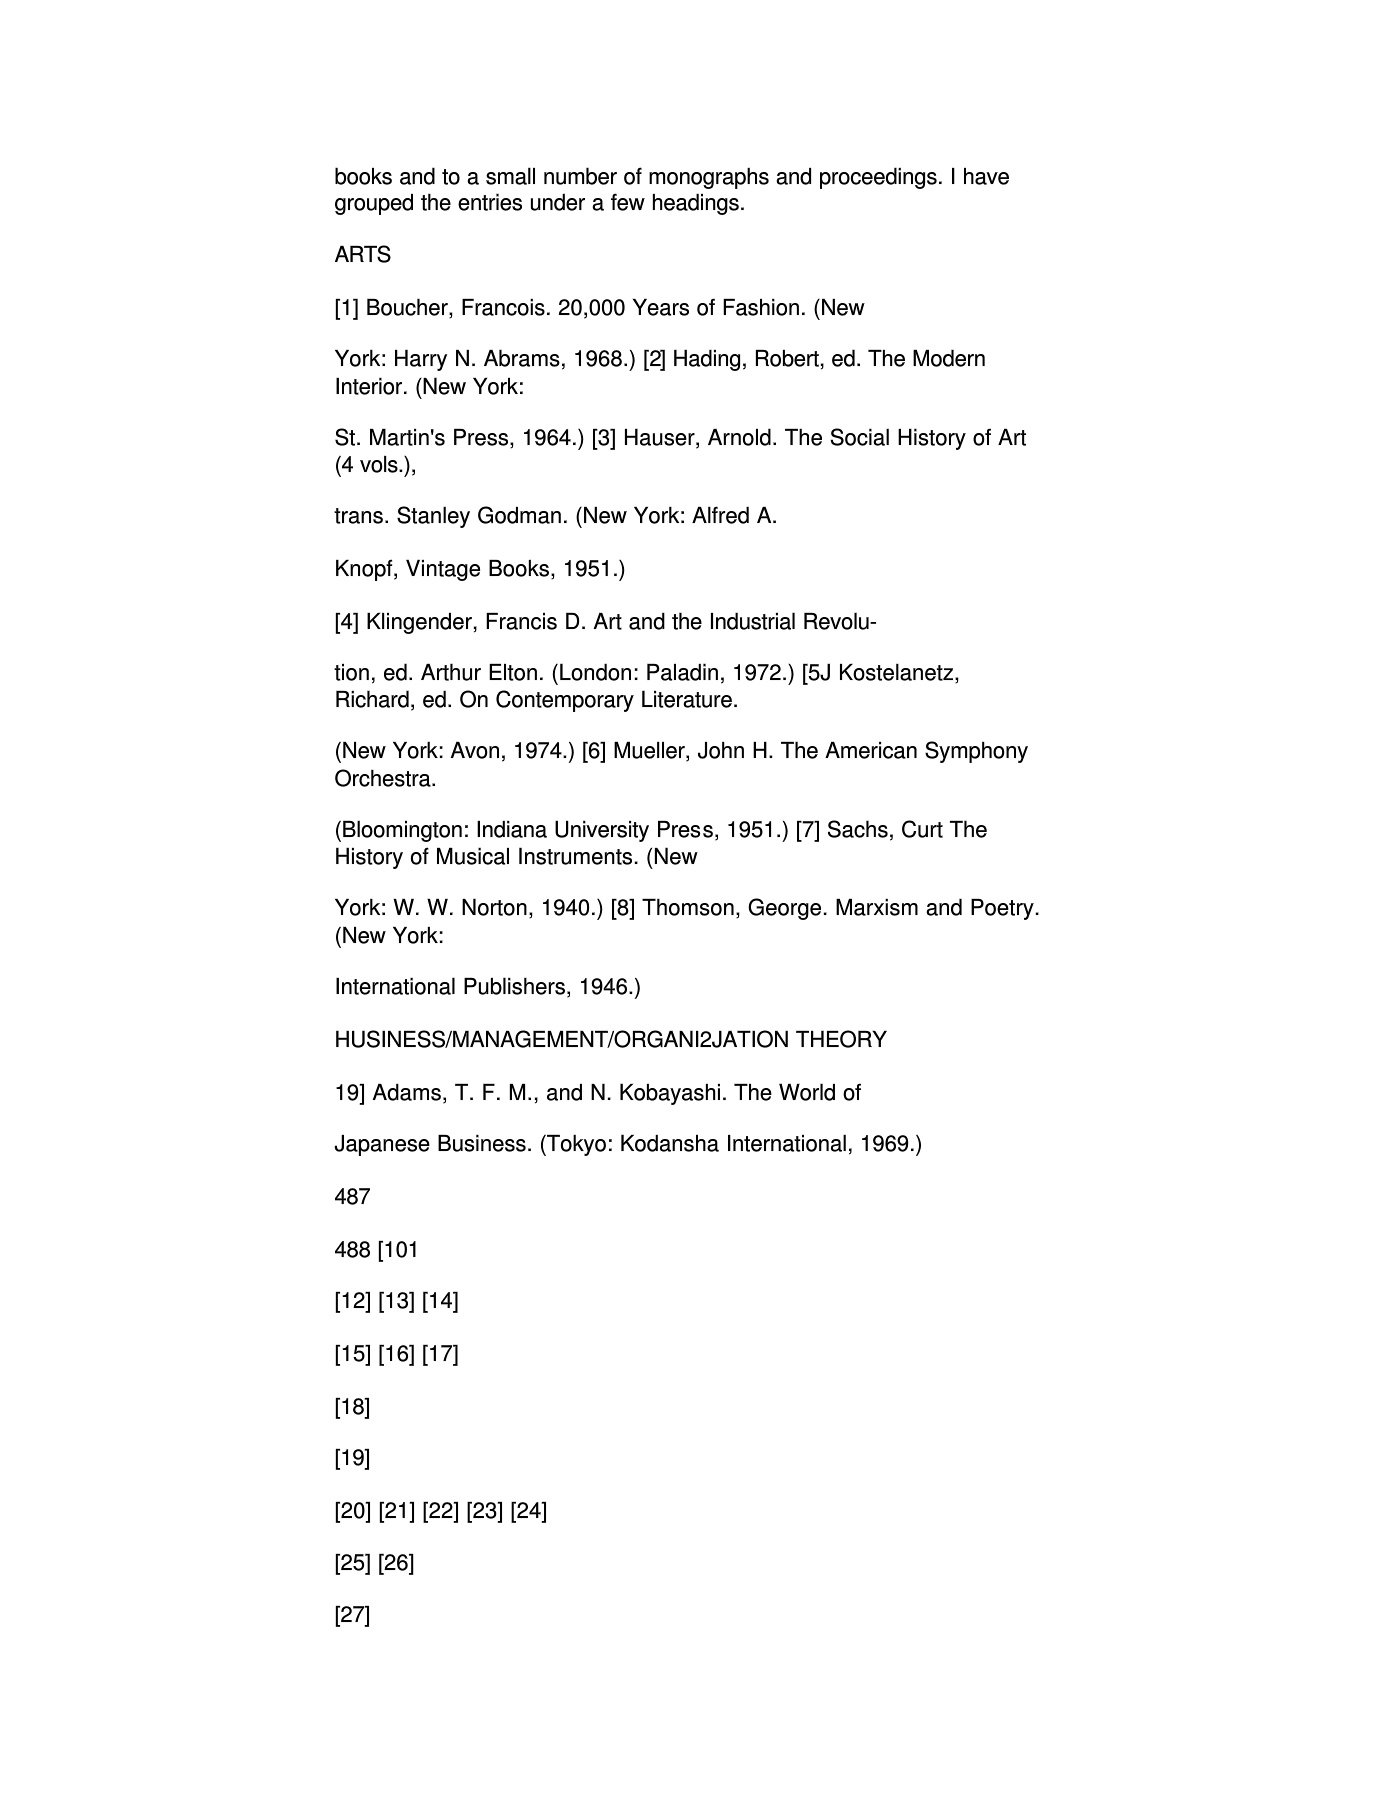 books and to a small number of monographs and proceedings. I have
grouped the entries under a few headings.
ARTS
[1] Boucher, Francois. 20,000 Years of Fashion. (New
York: Harry N. Abrams, 1968.) [2] Hading, Robert, ed. The Modern
Interior. (New York:
St. Martin's Press, 1964.) [3] Hauser, Arnold. The Social History of Art
(4 vols.),
trans. Stanley Godman. (New York: Alfred A.
Knopf, Vintage Books, 1951.)
[4] Klingender, Francis D. Art and the Industrial Revolu-
tion, ed. Arthur Elton. (London: Paladin, 1972.) [5J Kostelanetz,
Richard, ed. On Contemporary Literature.
(New York: Avon, 1974.) [6] Mueller, John H. The American Symphony
Orchestra.
(Bloomington: Indiana University Press, 1951.) [7] Sachs, Curt The
History of Musical Instruments. (New
York: W. W. Norton, 1940.) [8] Thomson, George. Marxism and Poetry.
(New York:
International Publishers, 1946.)
HUSINESS/MANAGEMENT/ORGANI2JATION THEORY
19] Adams, T. F. M., and N. Kobayashi. The World of
Japanese Business. (Tokyo: Kodansha International, 1969.)
487
488 [101
[12] [13] [14]
[15] [16] [17]
[18]
[19]
[20] [21] [22] [23] [24]
[25] [26]
[27]